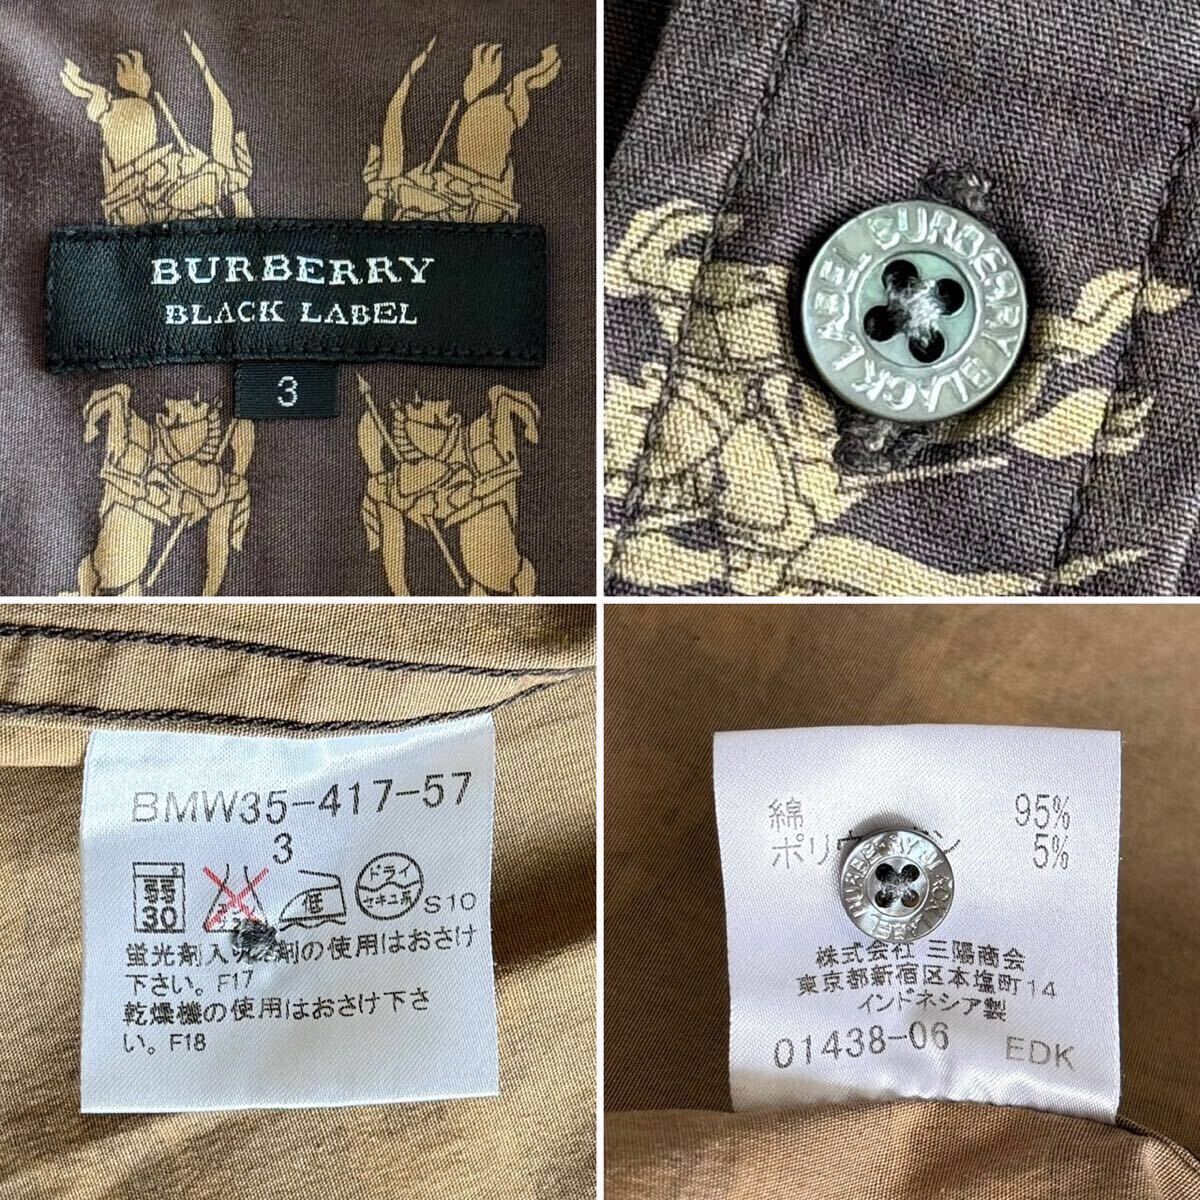 BURBERRY
BLACK LABEL
3
BURBERRY BLACK LABEL
BMW35-417-57
3
弱
30
低
ドライ
セキユ系
S10
蛍光剤入り 剤の使用はおさけ
下さい。F17
乾燥機の使用はおさけ下さ
い。F18
綿 95%
5%
株式会社 三陽商会
東京都新宿区本塩町14
インドネシア製
01438-06 EDK